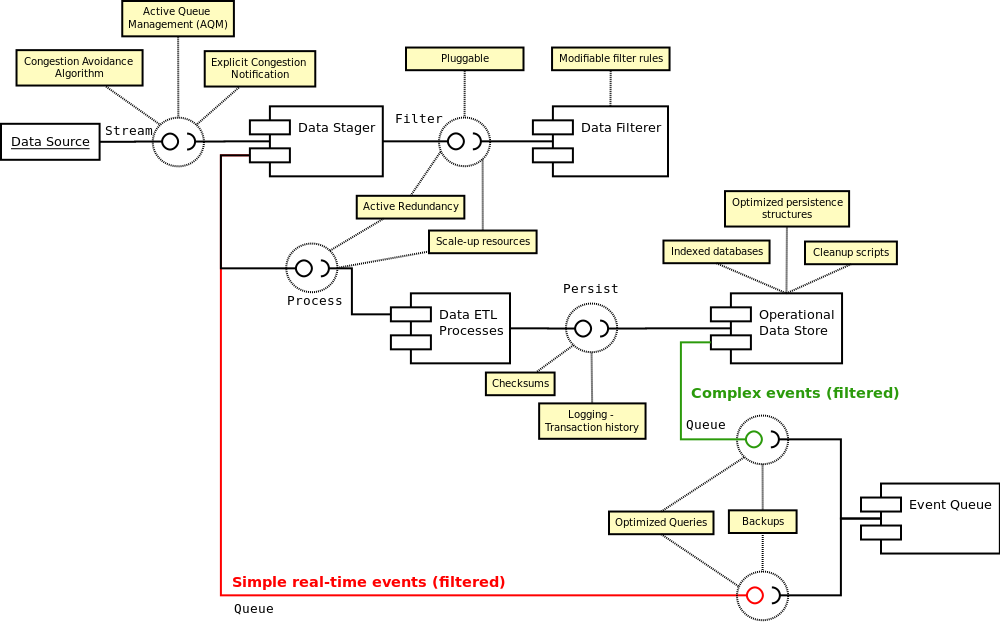 Active Queue
Management (AQM)
Congestion Avoidance
Algorithm
Explicit Congestion
Notification
Pluggable
Modifiable filter rules
Data Source
Stream
Data Stager
Filter
Data Filterer
Active Redundancy
Scale-up resources
Optimized persistence
structures
Indexed databases
Cleanup scripts
Process
Persist
Data ETL
Processes
Operational
Data Store
Checksums
Logging -
Transaction history
Complex events (filtered)
Queue
Optimized Queries
Backups
Event Queue
Simple real-time events (filtered)
Queue